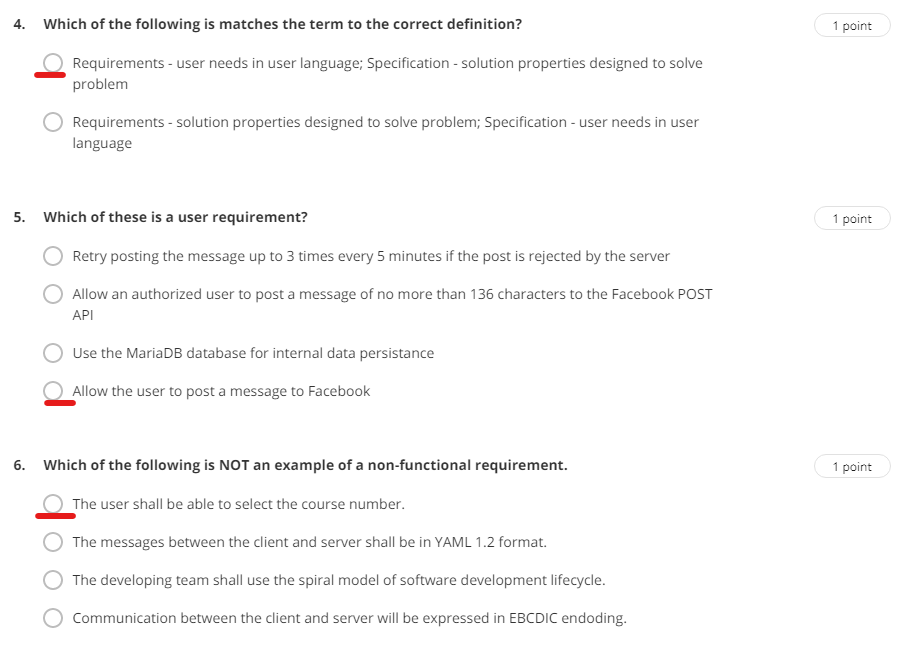 4. Which of the following is matches the term to the correct definition?
1 point
Requirements - user needs in user language; Specification - solution properties designed to solve
problem
Requirements - solution properties designed to solve problem; Specification - user needs in user
language
5. Which of these is a user requirement?
1 point
Retry posting the message up to 3 times every 5 minutes if the post is rejected by the server
Allow an authorized user to post a message of no more than 136 characters to the Facebook POST
API
Use the MariaDB database for internal data persistance
Allow the user to post a message to Facebook
6. Which of the following is NOT an example of a non-functional requirement.
1 point
The user shall be able to select the course number.
The messages between the client and server shall be in YAML 1.2 format.
The developing team shall use the spiral model of software development lifecycle.
Communication between the client and server will be expressed in EBCDIC endoding.